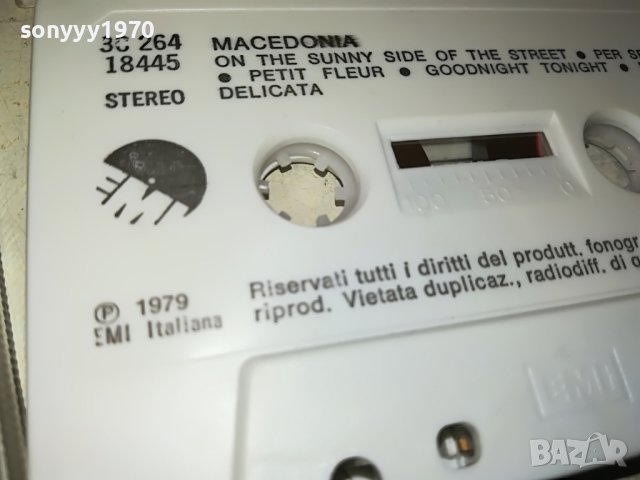 sonyyy1970
3C 264
18445
STEREO
MACEDONIA
ON THE SUNNY SIDE OF THE STREET • PER
• PETIT FLEUR • GOODNIGHT TONIGHT •
DELICATA
100 50 0
Ⓟ 1979
EMI Italiana
Riservati tutti i diritti del produtt. fonogr
riprod. Vietata duplicaz., radiodiff. di
EMI
BAZAR